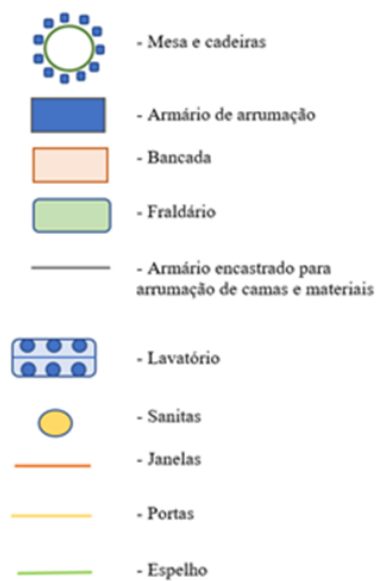 - Mesa e cadeiras
- Armário de arrumação
- Bancada
- Fraldário
- Armário encastrado para
arrumação de camas e materiais
- Lavatório
- Sanitas
- Janelas
- Portas
- Espelho